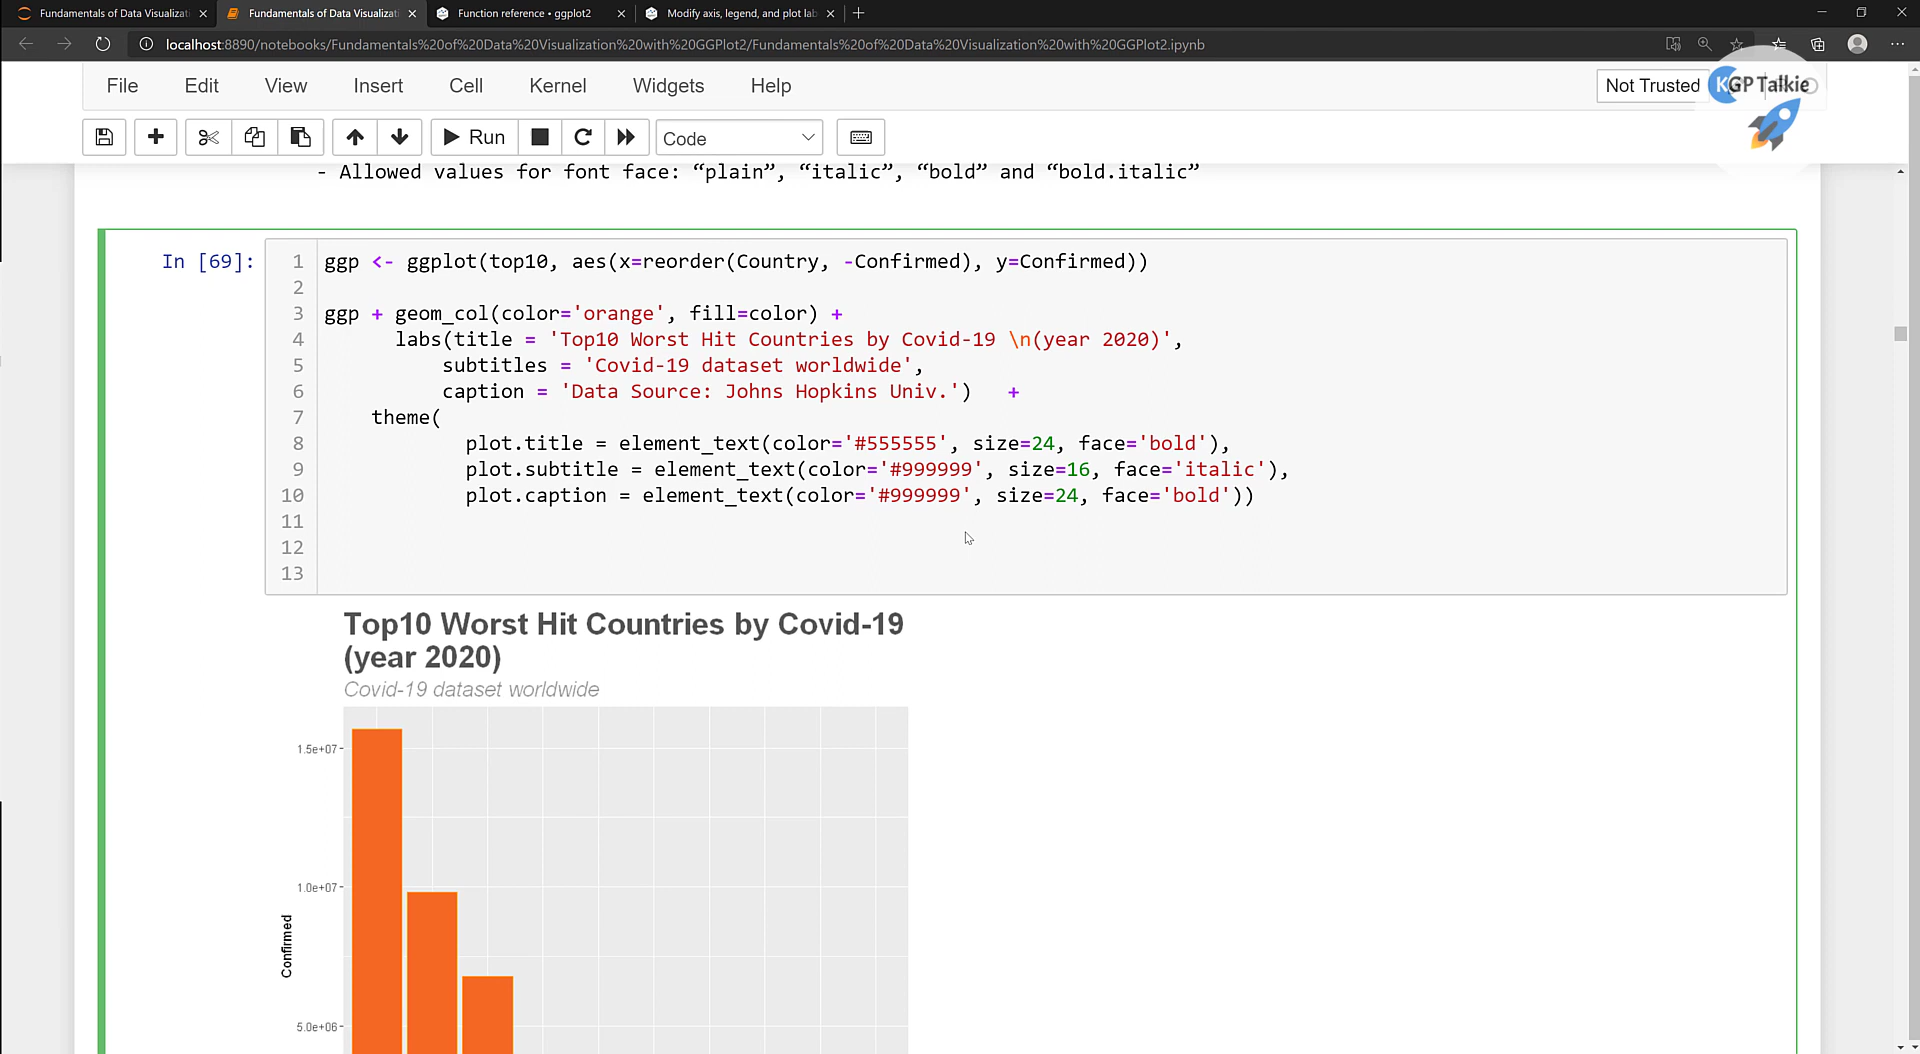 Fundamentals of Data Visualizati
Fundamentals of Data Visualizati
Function reference • ggplot2
Modify axis, legend, and plot lab
localhost:8890/notebooks/Fundamentals%20of%20Data%20Visualization%20with%20GGPlot2/Fundamentals%20of%20Data%20Visualization%20with%20GGPlot2.ipynb
File Edit View Insert Cell Kernel Widgets Help
Not Trusted
KGP Talkie
Run
Code
- Allowed values for font face: “plain”, “italic”, “bold” and “bold.italic”
In [69]:
1 ggp <- ggplot(top10, aes(x=reorder(Country, -Confirmed), y=Confirmed))
2
3 ggp + geom_col(color='orange', fill=color) +
4 labs(title = 'Top10 Worst Hit Countries by Covid-19 \n(year 2020)',
5 subtitles = 'Covid-19 dataset worldwide',
6 caption = 'Data Source: Johns Hopkins Univ.') +
7 theme(
8 plot.title = element_text(color='#555555', size=24, face='bold'),
9 plot.subtitle = element_text(color='#999999', size=16, face='italic'),
10 plot.caption = element_text(color='#999999', size=24, face='bold'))
11
12
13
Top10 Worst Hit Countries by Covid-19
(year 2020)
Covid-19 dataset worldwide
1.5e+07
1.0e+07
Confirmed
5.0e+06